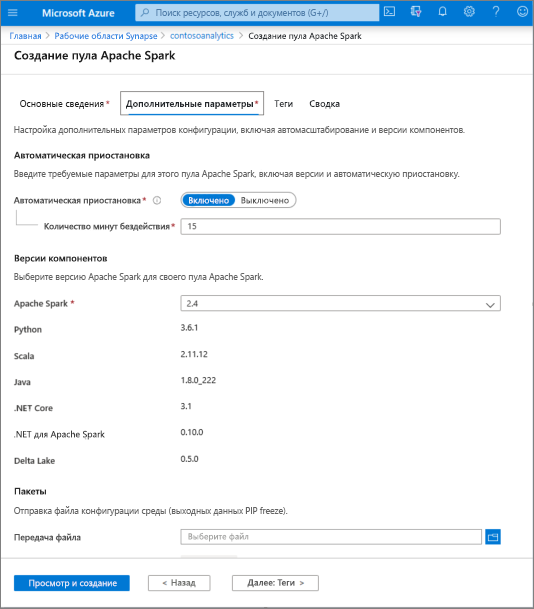 Microsoft Azure
Поиск ресурсов, служб и документов (G+/)
Главная > Рабочие области Synapse > contosoanalytics > Создание пула Apache Spark
Создание пула Apache Spark
Основные сведения * Дополнительные параметры * Теги Сводка
Настройка дополнительных параметров конфигурации, включая автомасштабирование и версии компонентов.
Автоматическая приостановка
Введите требуемые параметры для этого пула Apache Spark, включая версии и автоматическую приостановку.
Автоматическая приостановка * Включено Выключено
Количество минут бездействия * 15
Версии компонентов
Выберите версию Apache Spark для своего пула Apache Spark.
Apache Spark * 2.4
Python 3.6.1
Scala 2.11.12
Java 1.8.0_222
.NET Core 3.1
.NET для Apache Spark 0.10.0
Delta Lake 0.5.0
Пакеты
Отправка файла конфигурации среды (выходных данных PIP freeze).
Передача файла Выберите файл
Просмотр и создание < Назад Далее: Теги >